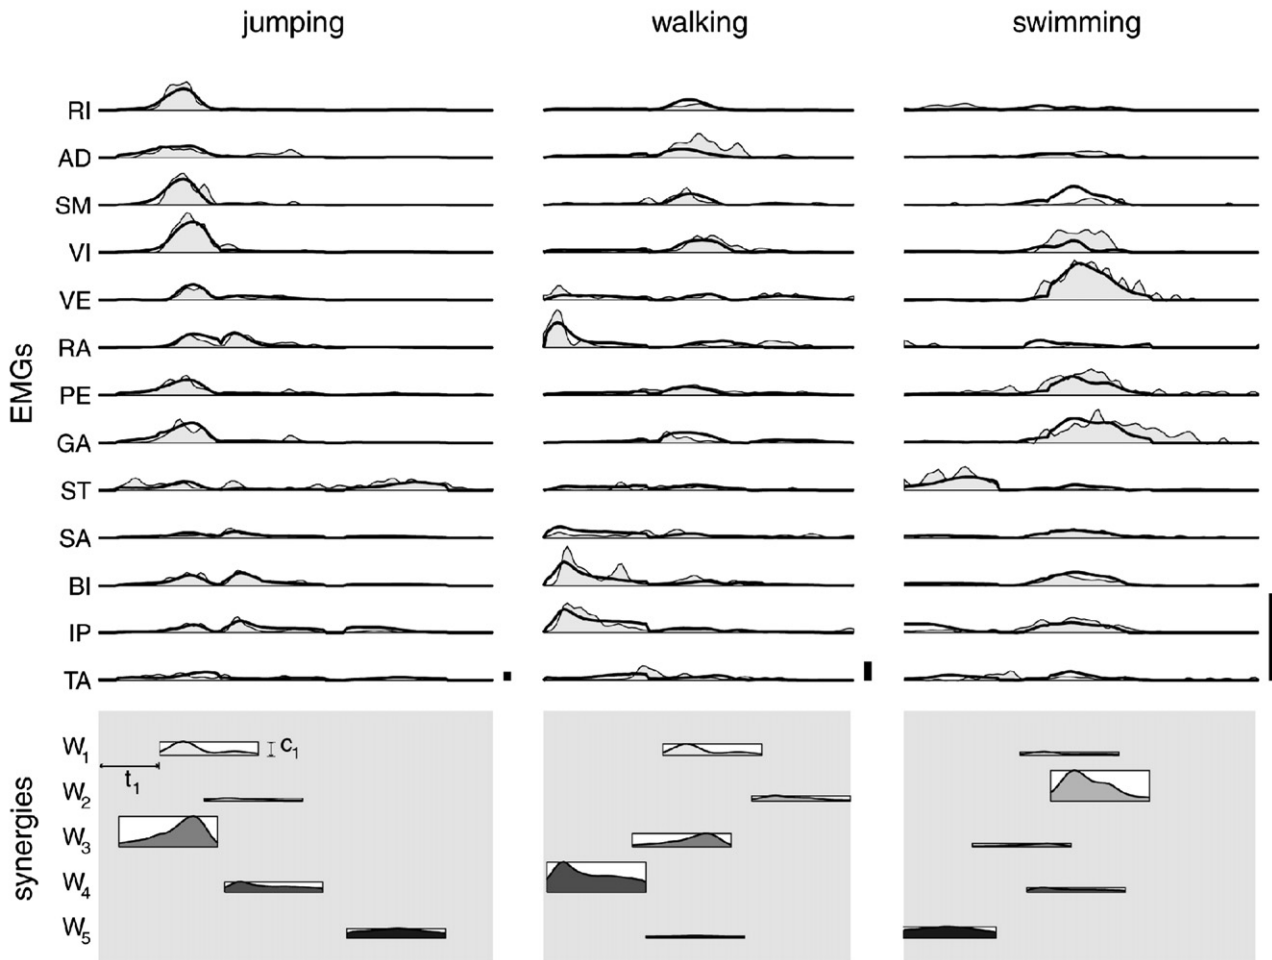 jumping walking swimming
RI
AD
SM
VI
VE
RA
PE
GA
ST
SA
BI
IP
TA
EMGs
W1
c1
t1
W2
W3
W4
W5
synergies